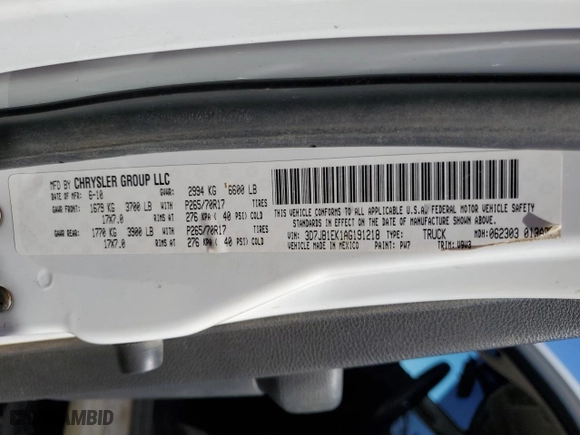 MFD BY CHRYSLER GROUP LLC
DATE OF MFR: 6-10 GVWR: 2994 KG 6600 LB
GAWR FRONT: 1679 KG 3700 LB WITH P265/70R17 TIRES
17X7.0 RIMS AT 276 KPA ( 40 PSI) COLD
GAWR REAR: 1770 KG 3900 LB WITH P265/70R17 TIRES
17X7.0 RIMS AT 276 KPA ( 40 PSI) COLD
THIS VEHICLE CONFORMS TO ALL APPLICABLE U.S.A. FEDERAL MOTOR VEHICLE SAFETY
STANDARDS IN EFFECT ON THE DATE OF MANUFACTURE SHOWN ABOVE.
VIN: 3D7JB1EK1AG191218 TYPE: TRUCK MDH: 062303
VEHICLE MADE IN MEXICO PAINT: PW7 TRIM: